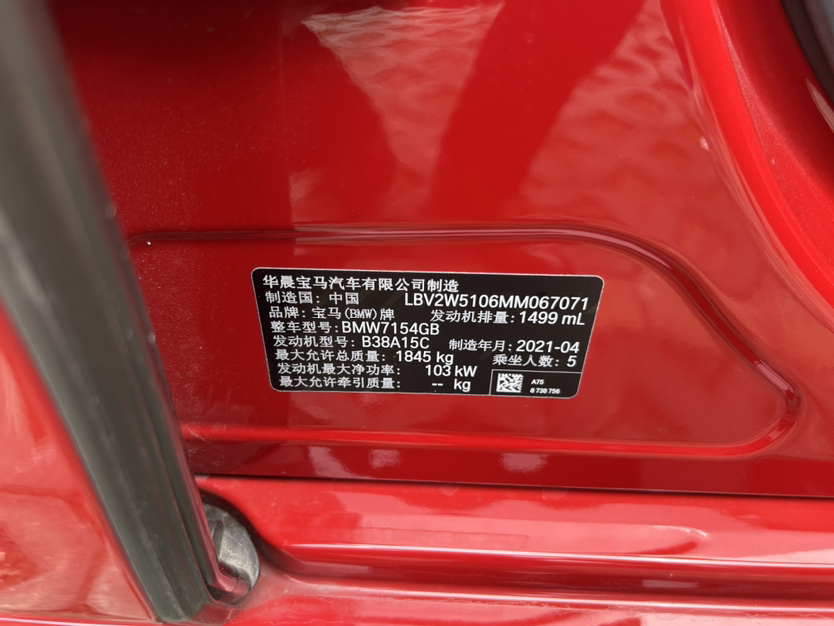 华晨宝马汽车有限公司制造
制造国：中国 LBV2W5106MM067071
品牌：宝马(BMW)牌 发动机排量：1499 mL
整车型号：BMW7154GB
发动机型号：B38A15C 制造年月：2021-04
最大允许总质量： 1845 kg 乘坐人数：5
发动机最大净功率： 103 kW
最大允许牵引质量： -- kg
A75
8 738 756